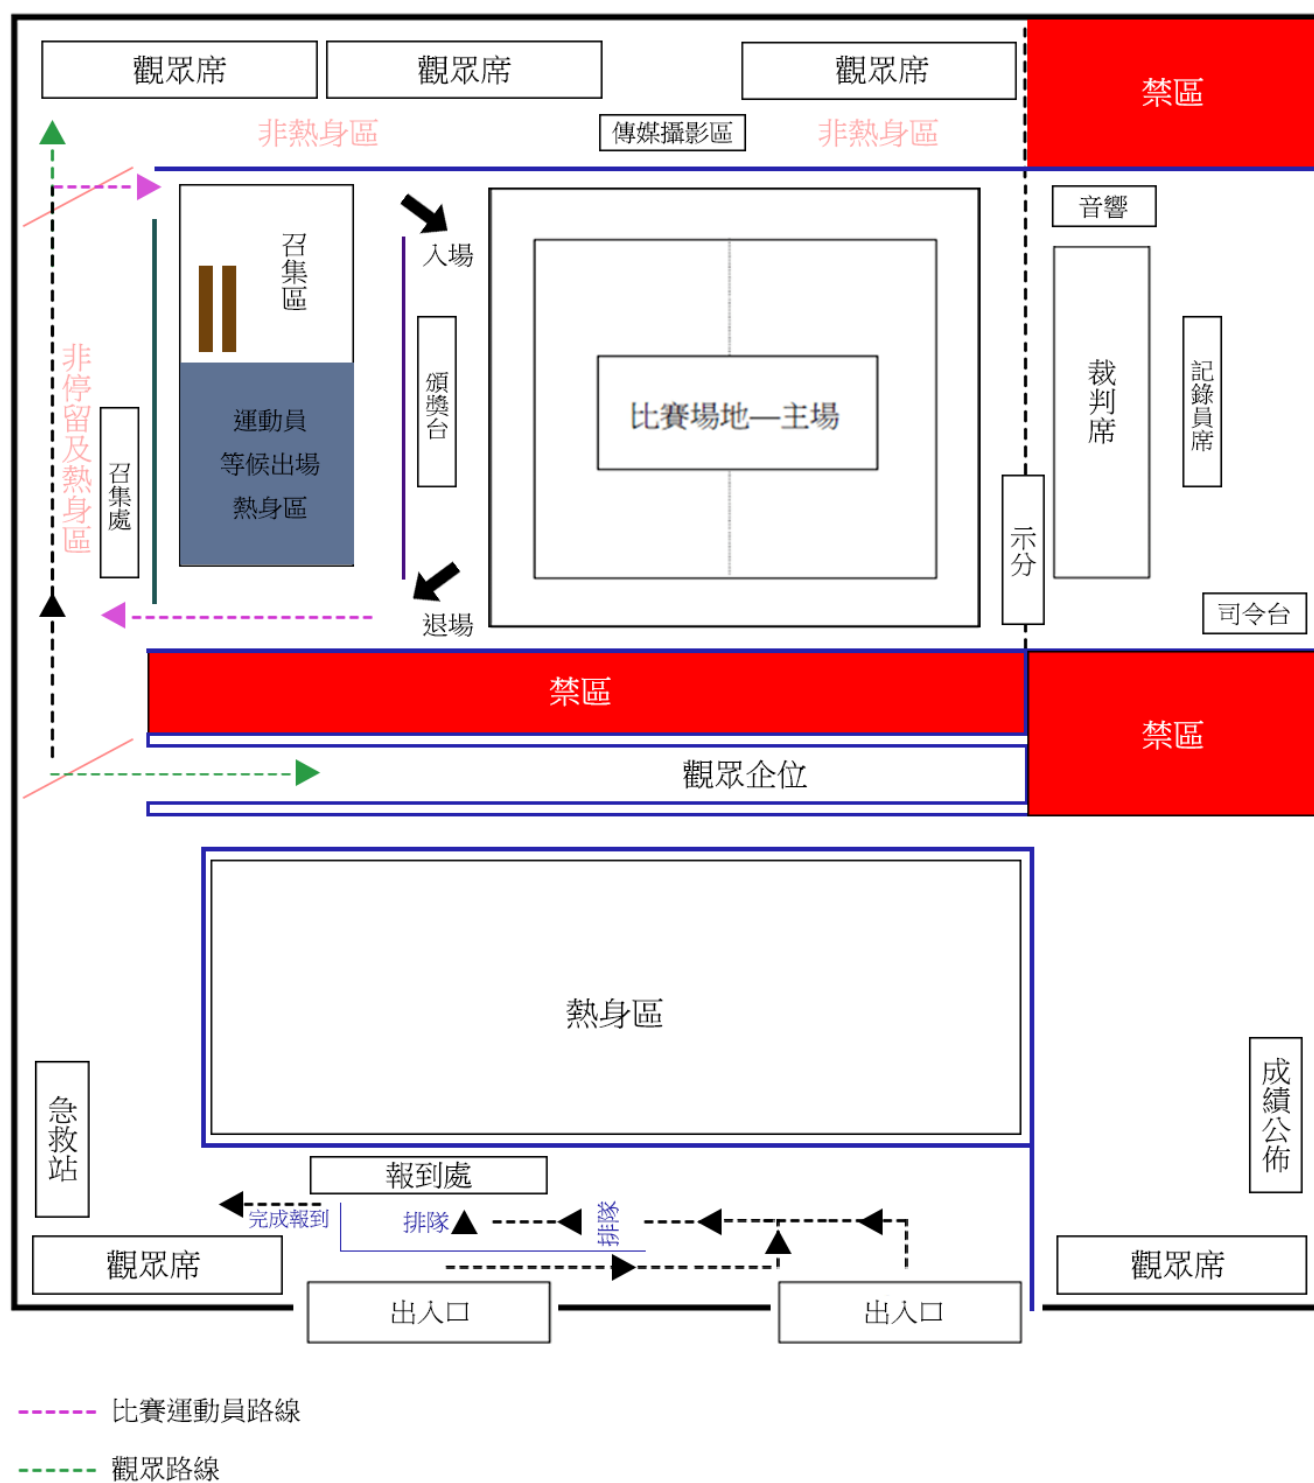 觀眾席
觀眾席
觀眾席
禁區
非熱身區
傳媒攝影區
非熱身區
音響
召集區
入場
非停留及熱身區
召集處
運動員
等候出場
熱身區
頒獎台
比賽場地—主場
裁判席
記錄員席
示分
退場
司令台
禁區
禁區
觀眾企位
熱身區
急救站
成績公佈
報到處
完成報到
排隊
排隊
觀眾席
觀眾席
出入口
出入口
比賽運動員路線
觀眾路線